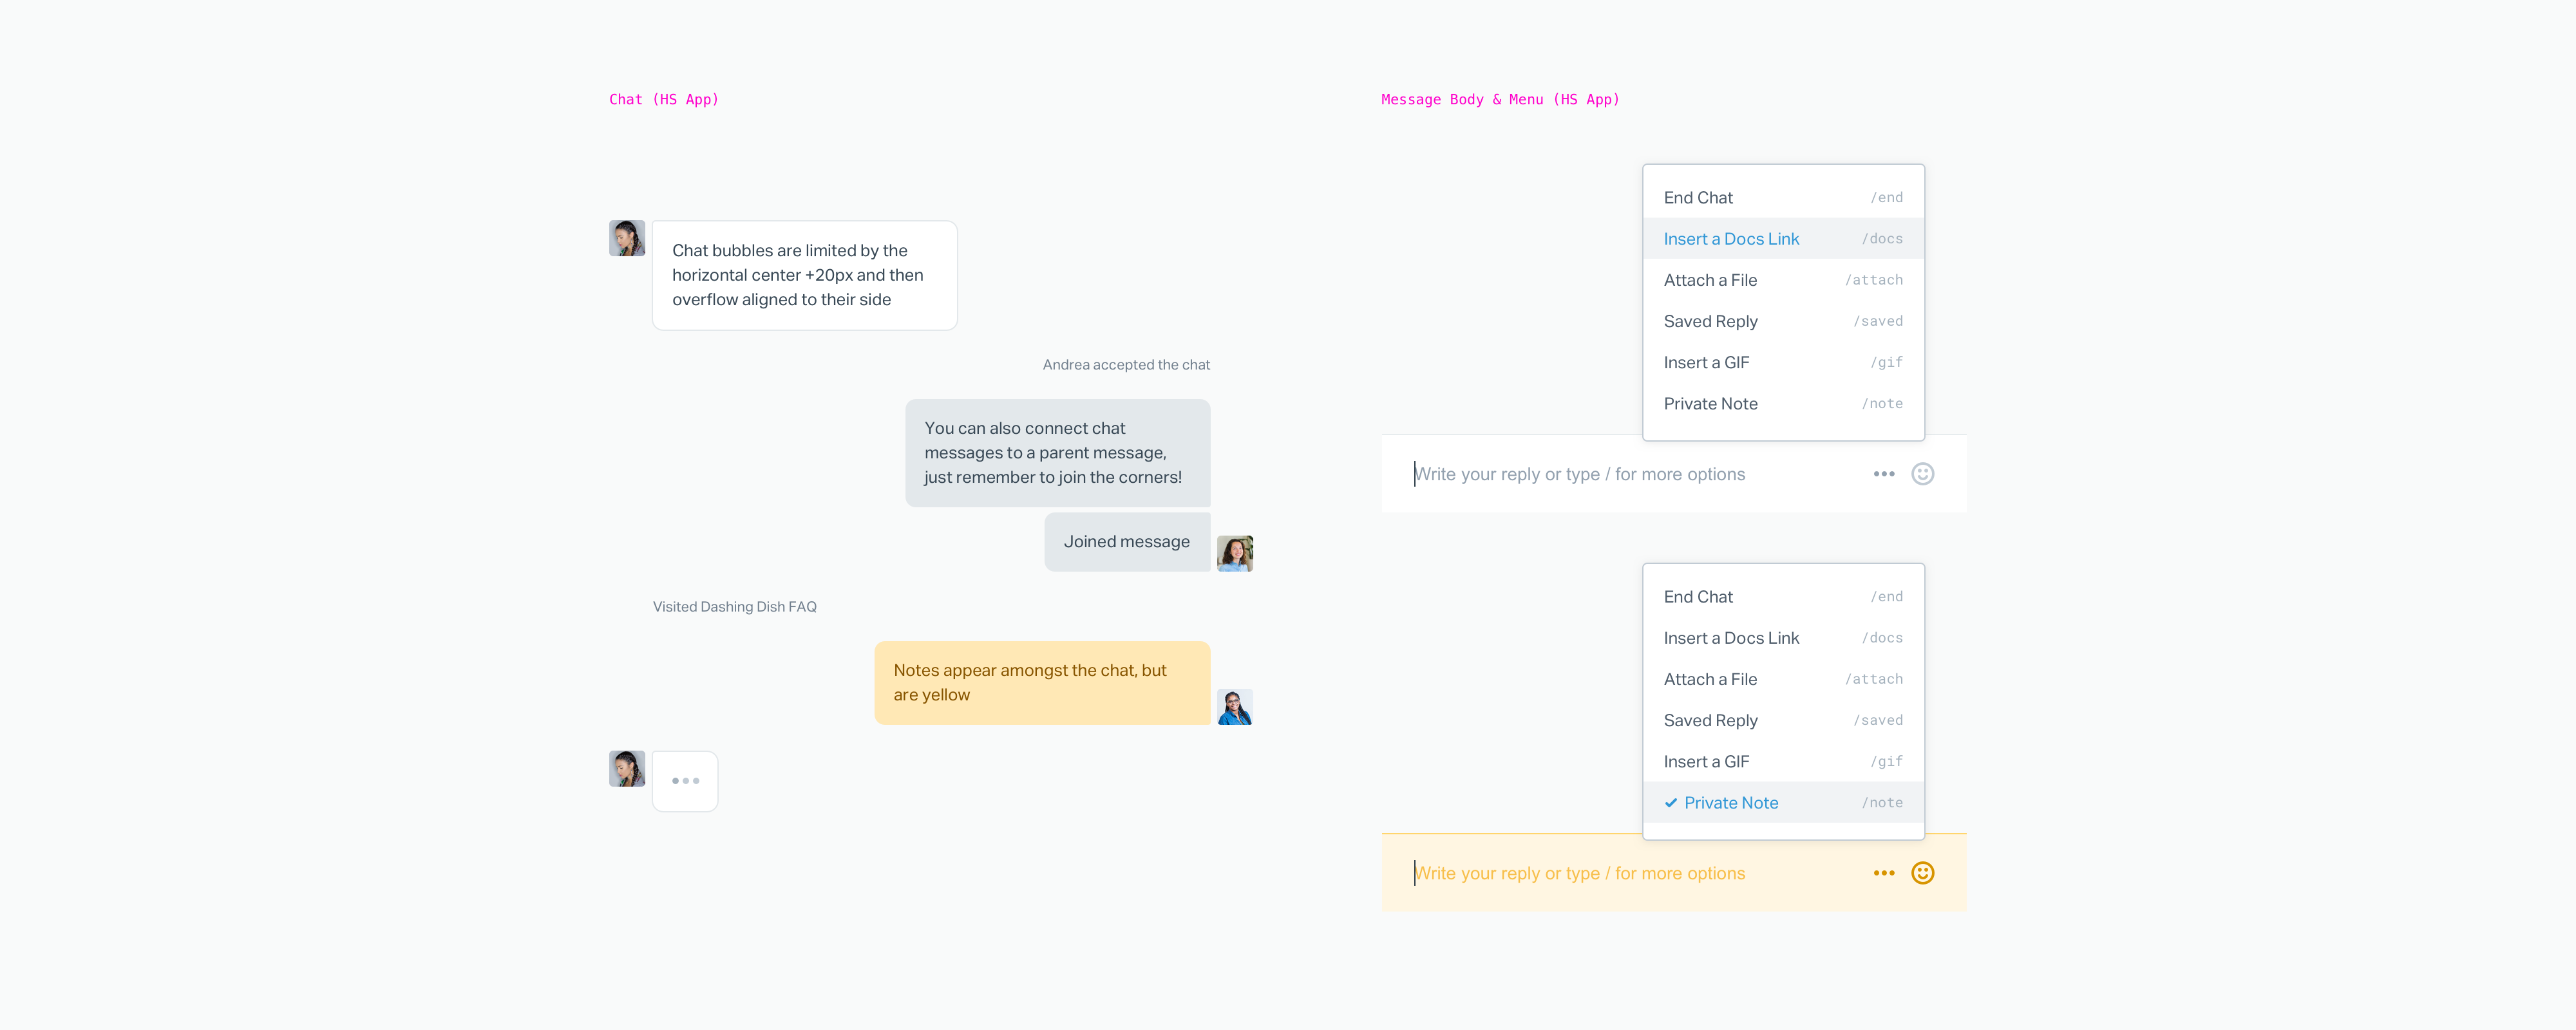 Chat (HS App)
Chat bubbles are limited by the
horizontal center +20px and then
overflow aligned to their side
Andrea accepted the chat
You can also connect chat
messages to a parent message,
just remember to join the corners!
Joined message
Visited Dashing Dish FAQ
Notes appear amongst the chat, but
are yellow
Message Body & Menu (HS App)
End Chat /end
Insert a Docs Link /docs
Attach a File /attach
Saved Reply /saved
Insert a GIF /gif
Private Note /note
Write your reply or type / for more options
End Chat /end
Insert a Docs Link /docs
Attach a File /attach
Saved Reply /saved
Insert a GIF /gif
Private Note /note
Write your reply or type / for more options